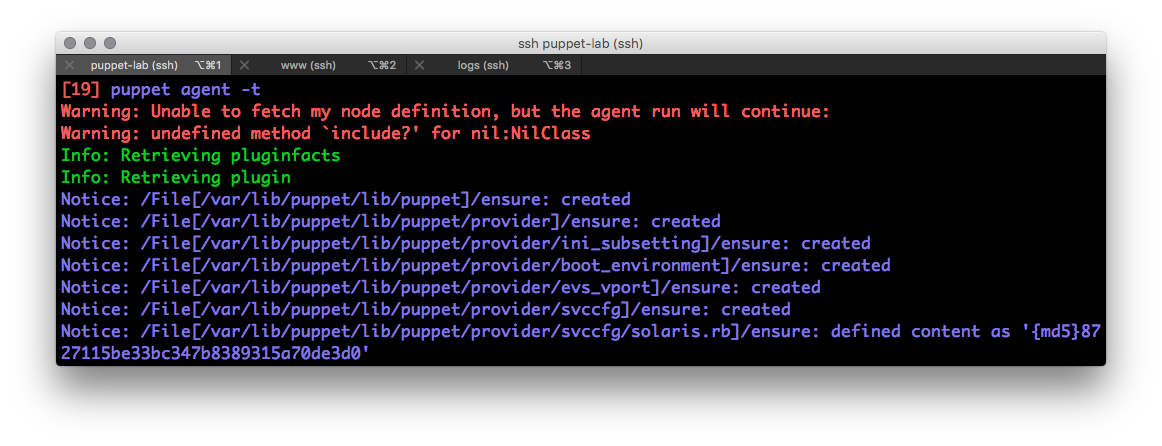 ssh puppet-lab (ssh)
puppet-lab (ssh) ⌥⌘1 www (ssh) ⌥⌘2 logs (ssh) ⌥⌘3
[19] puppet agent -t
Warning: Unable to fetch my node definition, but the agent run will continue:
Warning: undefined method `include?' for nil:NilClass
Info: Retrieving pluginfacts
Info: Retrieving plugin
Notice: /File[/var/lib/puppet/lib/puppet]/ensure: created
Notice: /File[/var/lib/puppet/lib/puppet/provider]/ensure: created
Notice: /File[/var/lib/puppet/lib/puppet/provider/ini_subsetting]/ensure: created
Notice: /File[/var/lib/puppet/lib/puppet/provider/boot_environment]/ensure: created
Notice: /File[/var/lib/puppet/lib/puppet/provider/evs_vport]/ensure: created
Notice: /File[/var/lib/puppet/lib/puppet/provider/svccfg]/ensure: created
Notice: /File[/var/lib/puppet/lib/puppet/provider/svccfg/solaris.rb]/ensure: defined content as '{md5}87
27115be33bc347b8389315a70de3d0'